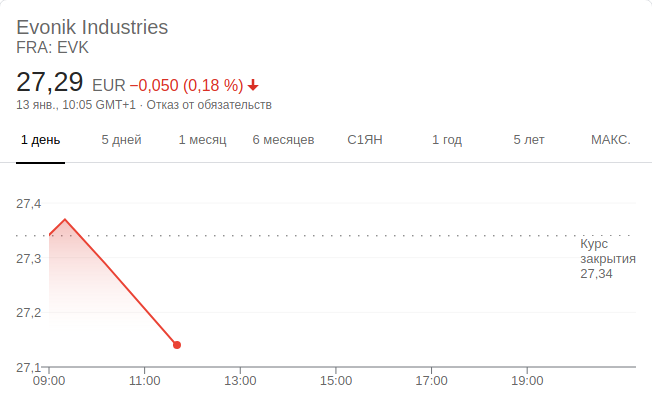 Evonik Industries
FRA: EVK
27,29 EUR −0,050 (0,18 %)
13 янв., 10:05 GMT+1 · Отказ от обязательств
1 день 5 дней 1 месяц 6 месяцев С1ЯН 1 год 5 лет МАКС.
27,4
Курс
закрытия
27,34
27,3
27,2
27,1
09:00 11:00 13:00 15:00 17:00 19:00